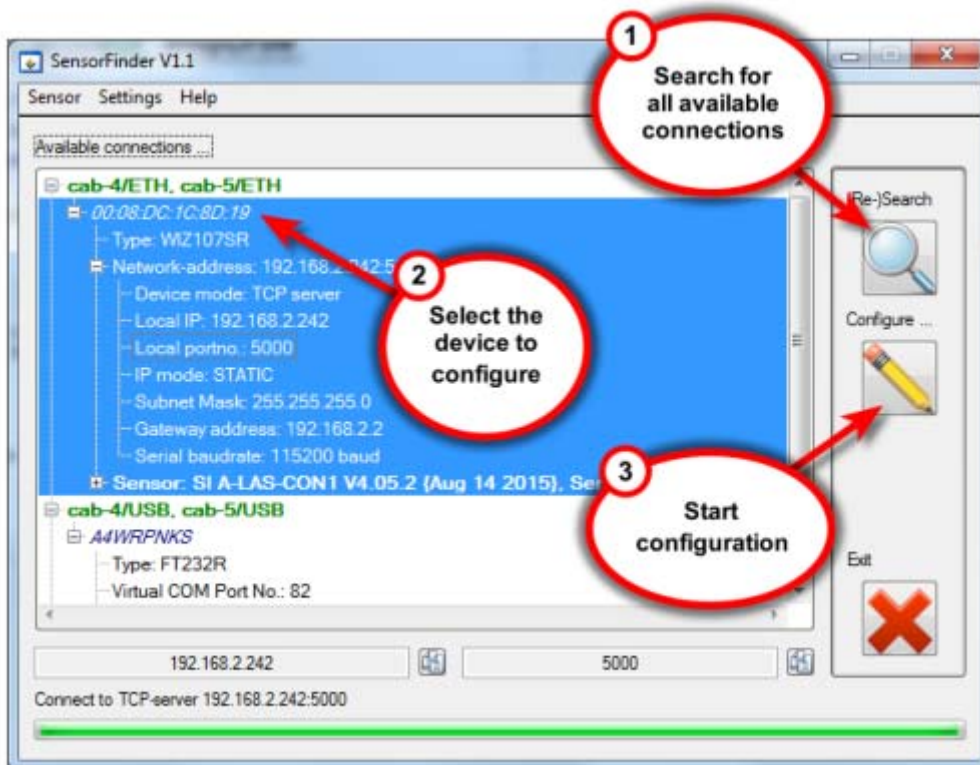 SensorFinder V1.1
Sensor Settings Help
Available connections ...
cab-4/ETH, cab-5/ETH
00:08:DC:1C:8D:19
Type: WIZ107SR
Network-address: 192.168.2.242:5
Device mode: TCP server
Local IP: 192.168.2.242
Local portno.: 5000
IP mode: STATIC
Subnet Mask: 255.255.255.0
Gateway address: 192.168.2.2
Serial baudrate: 115200 baud
Sensor: SI A-LAS-CON1 V4.05.2 (Aug 14 2015), Se
cab-4/USB, cab-5/USB
A4WRPNKS
Type: FT232R
Virtual COM Port No.: 82
192.168.2.242
5000
Connect to TCP-server 192.168.2.242:5000
1
Search for
all available
connections
(Re-)Search
2
Select the
device to
configure
Configure ...
3
Start
configuration
Exit